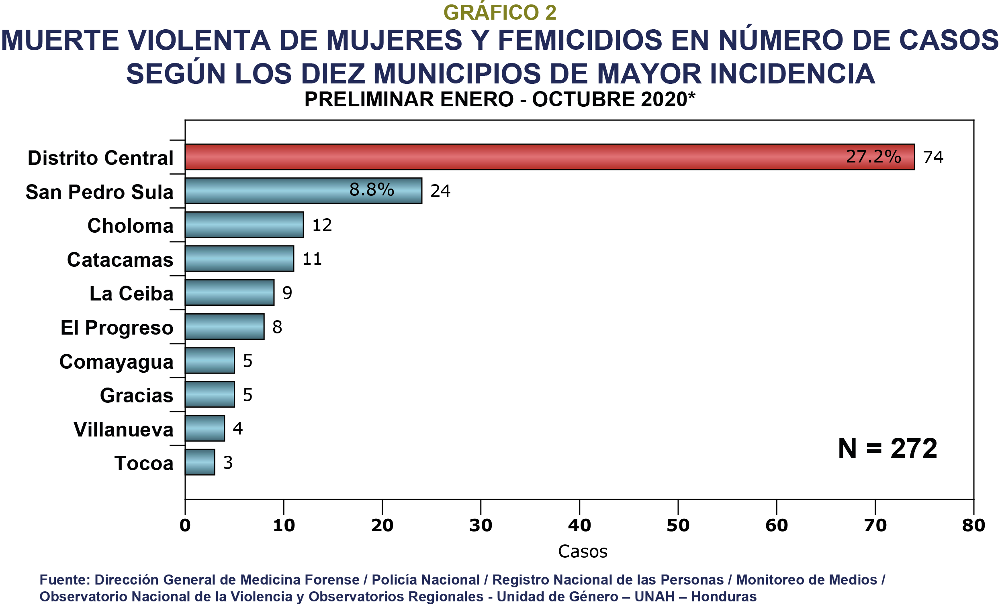 GRÁFICO 2
MUERTE VIOLENTA DE MUJERES Y FEMICIDIOS EN NÚMERO DE CASOS
SEGÚN LOS DIEZ MUNICIPIOS DE MAYOR INCIDENCIA
PRELIMINAR ENERO - OCTUBRE 2020*
Distrito Central 27.2% 74
San Pedro Sula 8.8% 24
Choloma 12
Catacamas 11
La Ceiba 9
El Progreso 8
Comayagua 5
Gracias 5
Villanueva 4
N = 272
Tocoa 3
0 10 20 30 40 50 60 70 80
Casos
Fuente: Dirección General de Medicina Forense / Policía Nacional / Registro Nacional de las Personas / Monitoreo de Medios /
Observatorio Nacional de la Violencia y Observatorios Regionales - Unidad de Género – UNAH – Honduras